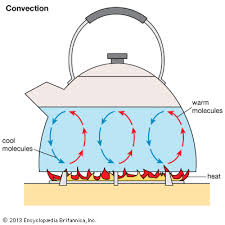 Convection
warm
molecules
cool
molecules
heat
© 2013 Encyclopædia Britannica, Inc.